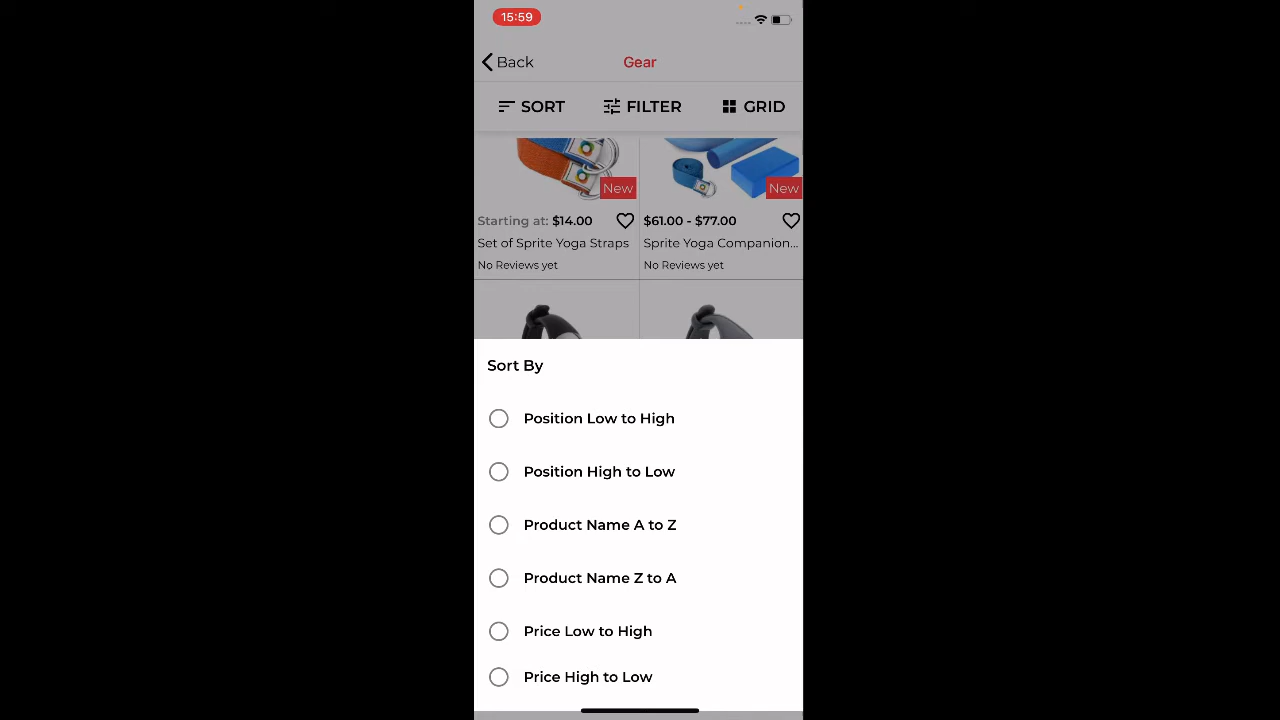 15:59
Back
Gear
SORT
FILTER
GRID
New
New
Starting at: $14.00
$61.00 - $77.00
Set of Sprite Yoga Straps
Sprite Yoga Companion...
No Reviews yet
No Reviews yet
Sort By
Position Low to High
Position High to Low
Product Name A to Z
Product Name Z to A
Price Low to High
Price High to Low